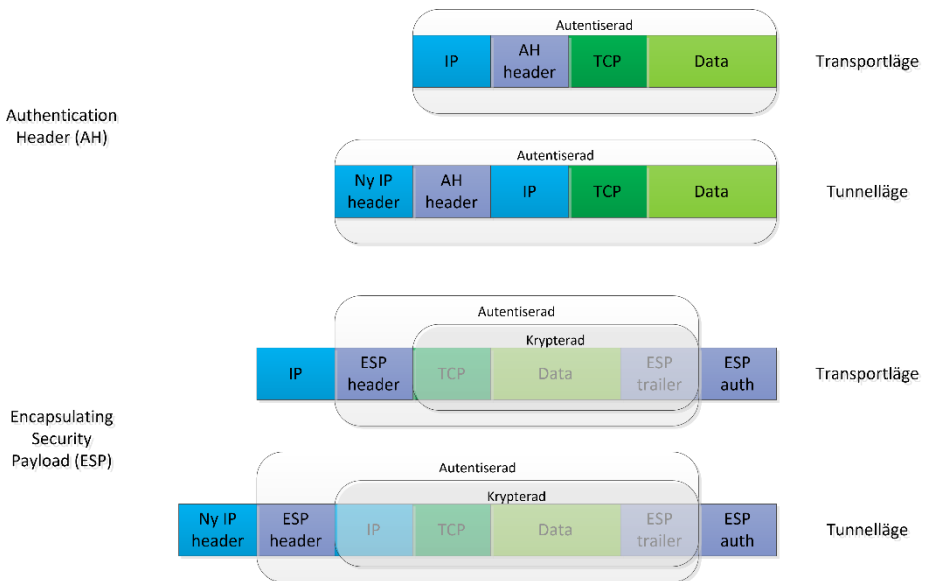 Authentication
Header (AH)
Autentiserad
IP
AH
header
TCP
Data
Transportläge
Autentiserad
Ny IP
header
AH
header
IP
TCP
Data
Tunnelläge
Encapsulating
Security
Payload (ESP)
Autentiserad
Krypterad
IP
ESP
header
TCP
Data
ESP
trailer
ESP
auth
Transportläge
Autentiserad
Krypterad
Ny IP
header
ESP
header
IP
TCP
Data
ESP
trailer
ESP
auth
Tunnelläge